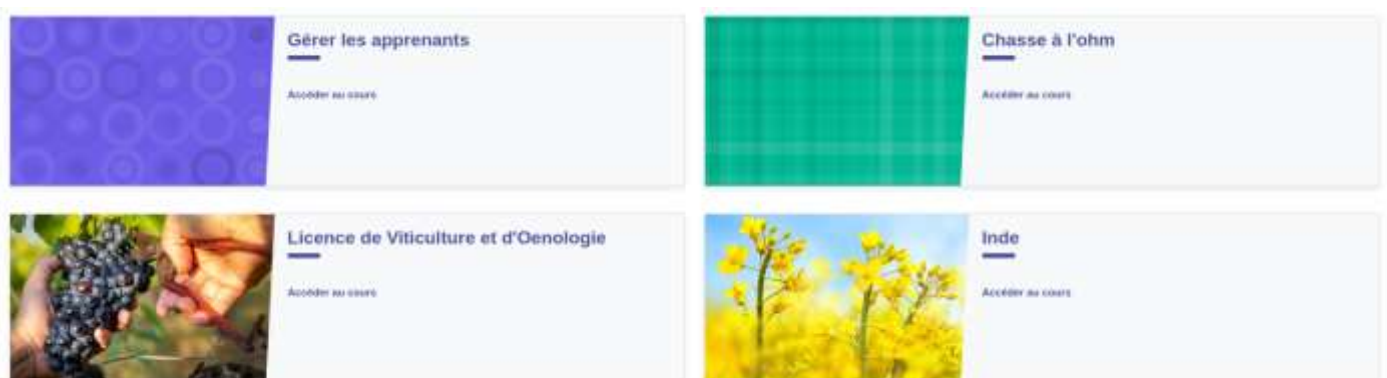 Gérer les apprenants
Accéder au cours
Chasse à l'ohm
Accéder au cours
Licence de Viticulture et d'Oenologie
Accéder au cours
Inde
Accéder au cours